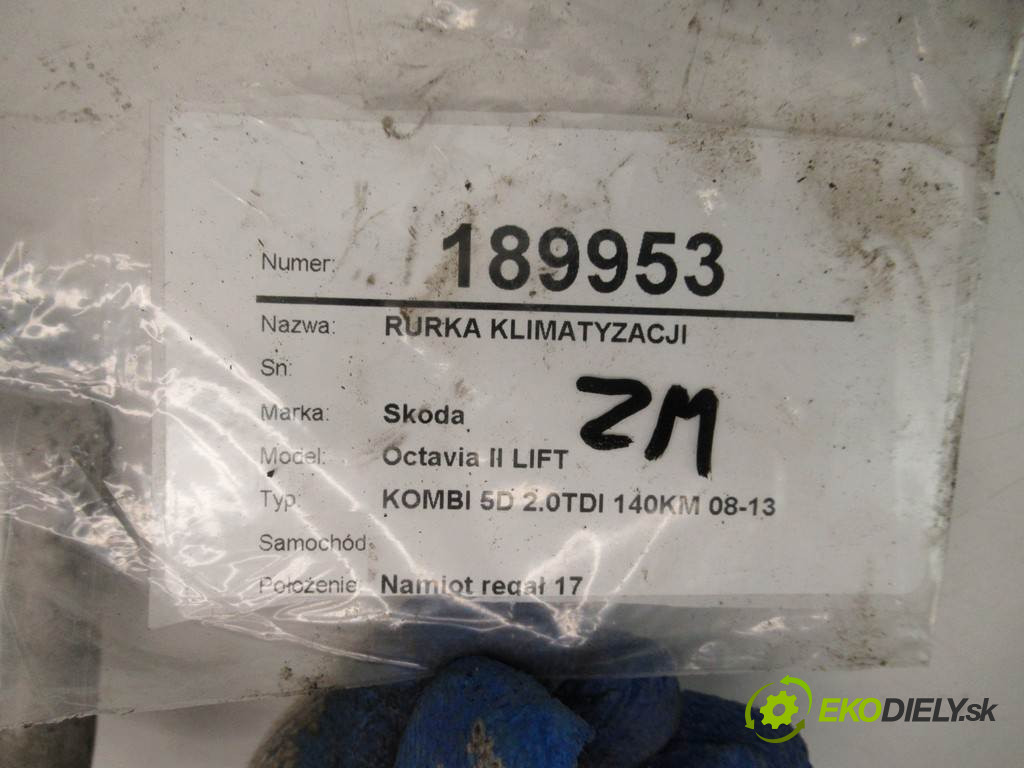 Numer: 189953
Nazwa: RURKA KLIMATYZACJI
Sn:
Marka: Skoda
ZM
Model: Octavia II LIFT
Typ: KOMBI 5D 2.0TDI 140KM 08-13
Samochód
Położenie: Namiot regał 17
EKODIELY.sk